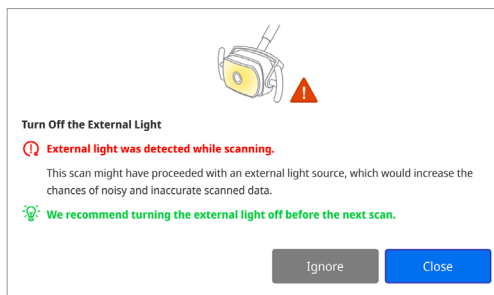 Turn Off the External Light
External light was detected while scanning.
This scan might have proceeded with an external light source, which would increase the
chances of noisy and inaccurate scanned data.
We recommend turning the external light off before the next scan.
Ignore
Close